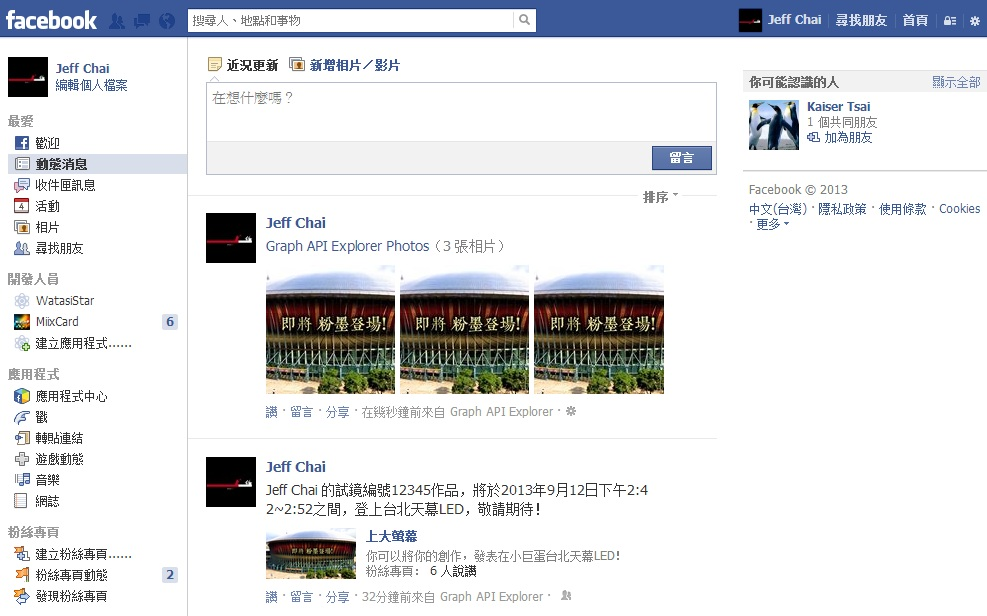 facebook
搜尋人、地點和事物
Jeff Chai
尋找朋友
首頁
Jeff Chai
編輯個人檔案
最愛
歡迎
動態消息
收件匣訊息
4
活動
相片
尋找朋友
開發人員
WatasiStar
MiixCard 6
建立應用程式......
應用程式
應用程式中心
戳
轉貼連結
遊戲動態
音樂
網誌
粉絲專頁
建立粉絲專頁......
粉絲專頁動態 2
發現粉絲專頁
近況更新 新增相片／影片
在想什麼嗎？
留言
排序
Jeff Chai
Graph API Explorer Photos（3 張相片）
即將 粉墨登場!
即將 粉墨登場!
即將 粉墨登場!
讚 · 留言 · 分享 · 在幾秒鐘前來自 Graph API Explorer ·
Jeff Chai
Jeff Chai 的試鏡編號12345作品，將於2013年9月12日下午2:4
2~2:52之間，登上台北天幕LED，敬請期待！
即將 粉墨登場!
上大螢幕
你可以將你的創作，發表在小巨蛋台北天幕LED!
粉絲專頁： 6 人說讚
讚 · 留言 · 分享 · 32分鐘前來自 Graph API Explorer ·
你可能認識的人 顯示全部
Kaiser Tsai
1 個共同朋友
加為朋友
Facebook © 2013
中文(台灣) · 隱私政策 · 使用條款 · Cookies
· 更多